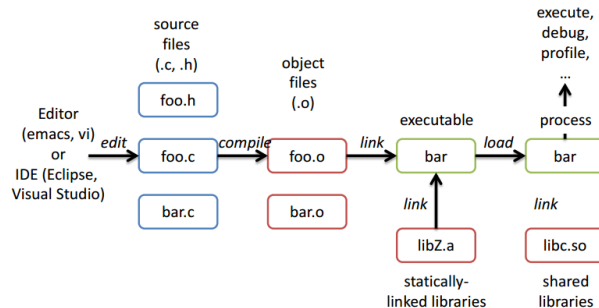 source
files
(.c, .h)
object
files
(.o)
execute,
debug,
profile,
...
Editor
(emacs, vi)
or
IDE (Eclipse,
Visual Studio)
edit
foo.h
foo.c
bar.c
compile
foo.o
bar.o
link
executable
bar
load
process
bar
link
libZ.a
statically-
linked libraries
link
libc.so
shared
libraries